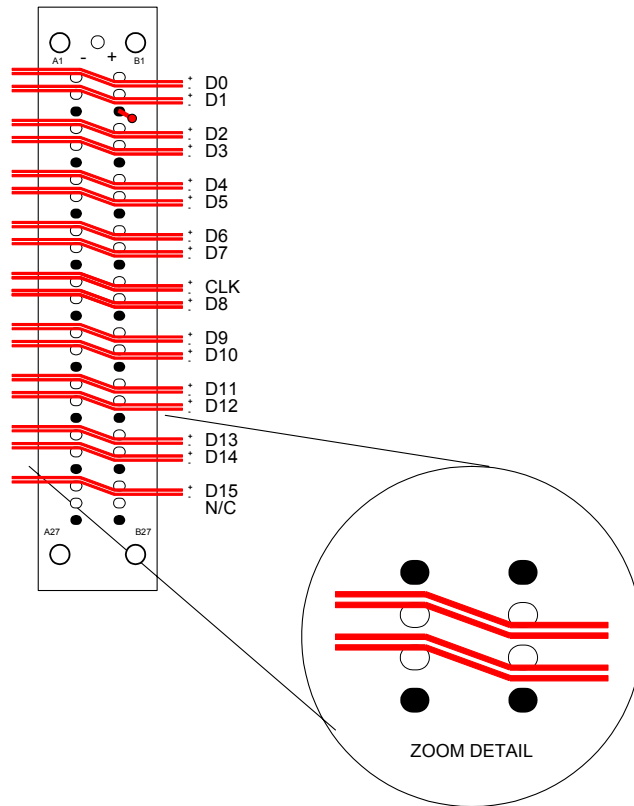 A1 - + B1
+ - D0
+ - D1
+ - D2
+ - D3
+ - D4
+ - D5
+ - D6
+ - D7
+ - CLK
+ - D8
+ - D9
+ - D10
+ - D11
+ - D12
+ - D13
+ - D14
+ - D15
N/C
A27 B27
ZOOM DETAIL